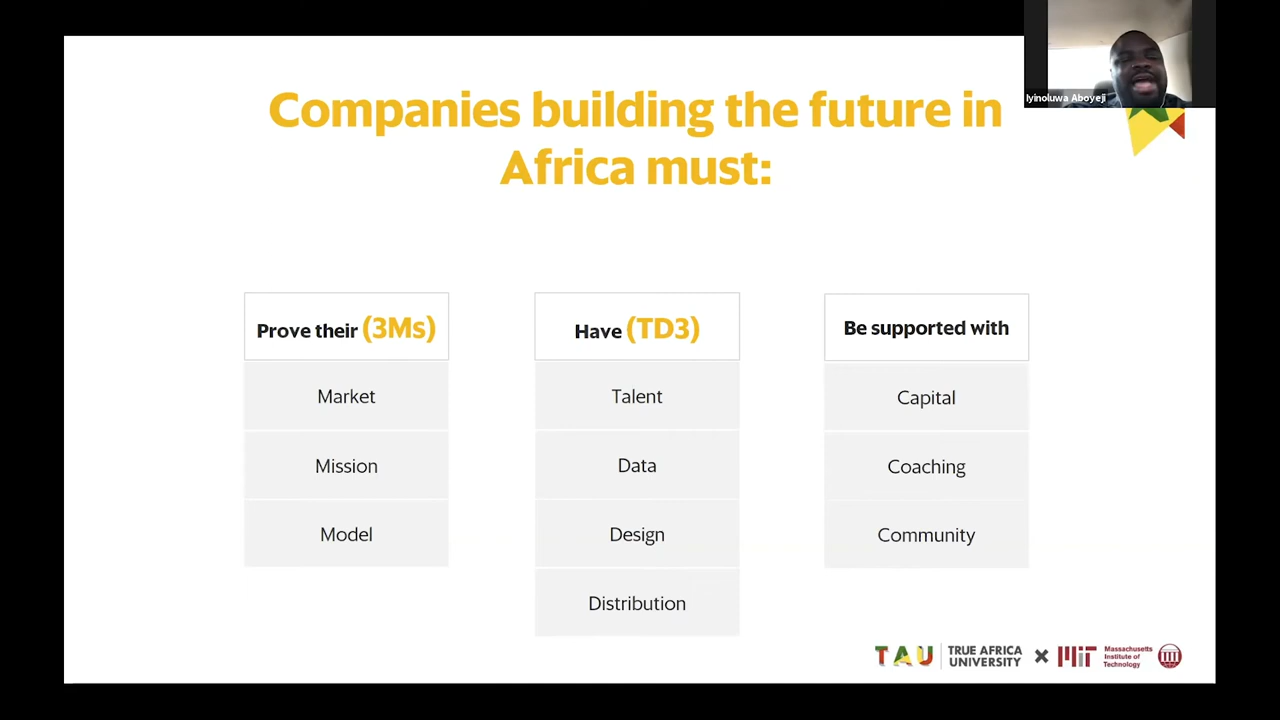 Companies building the future in
Africa must:
Iyinoluwa Aboyeji
Prove their (3Ms)
Market
Mission
Model
Have (TD3)
Talent
Data
Design
Distribution
Be supported with
Capital
Coaching
Community
TAU
TRUE AFRICA
UNIVERSITY
MIT
Massachusetts
Institute of
Technology